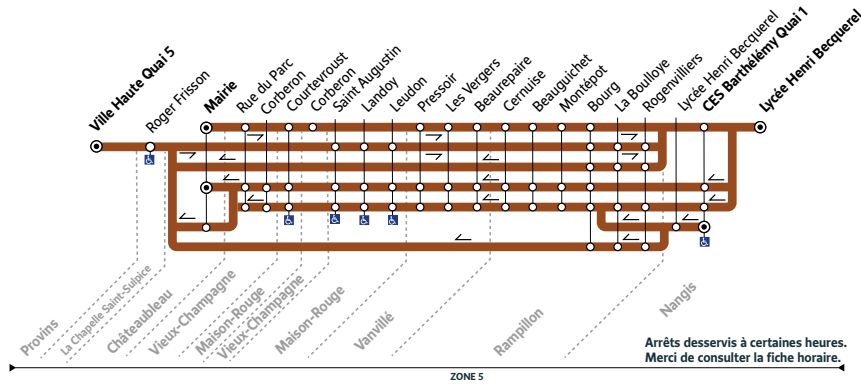 Ville Haute Quai 5
Roger Frisson
Mairie
Rue du Parc
Corberon
Courtevroust
Corberon
Saint Augustin
Landoy
Leudon
Pressoir
Les Vergers
Beaurepaire
Cernuise
Beauguichet
Montépot
Bourg
La Boulloye
Rogenvilliers
Lycée Henri Becquerel
CES Barthélémy Quai 1
Lycée Henri Becquerel
Provins
La Chapelle Saint-Sulpice
Châteaubleau
Vieux-Champagne
Maison-Rouge
Vieux-Champagne
Maison-Rouge
Vanvillé
Rampillon
Nangis
Arrêts desservis à certaines heures.
Merci de consulter la fiche horaire.
ZONE 5